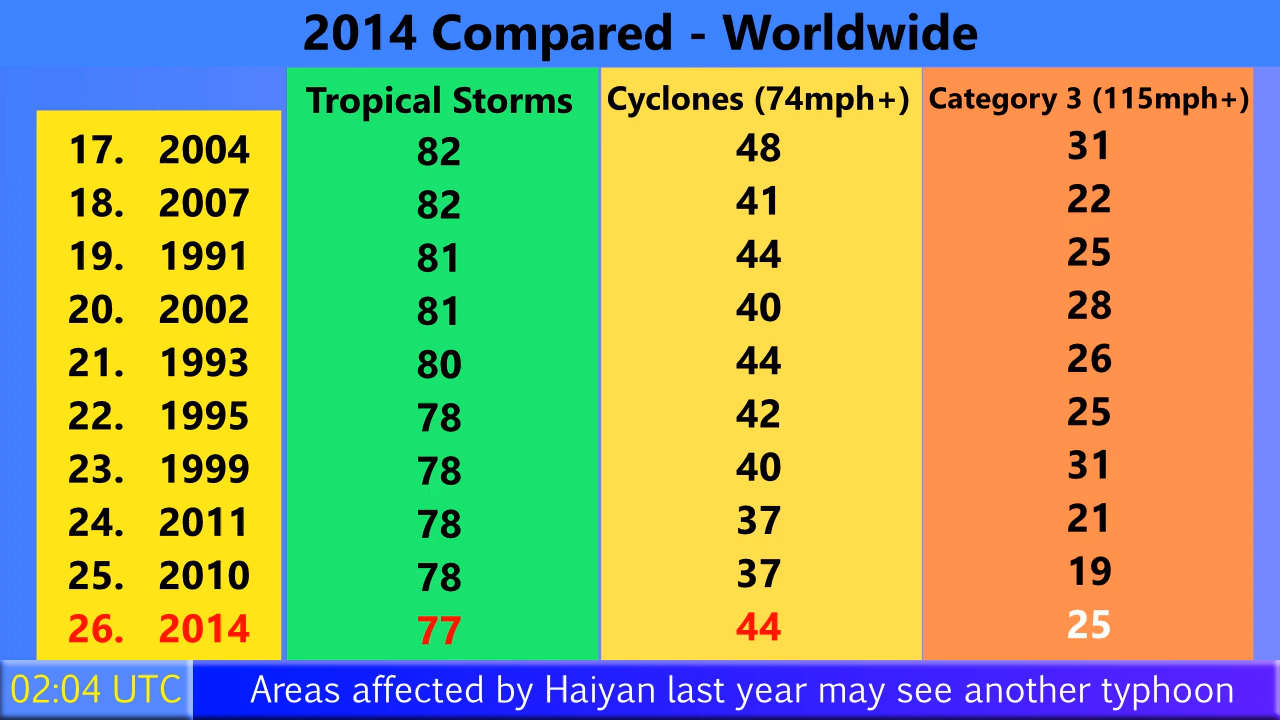 2014 Compared - Worldwide
Tropical Storms Cyclones (74mph+) Category 3 (115mph+)
17. 2004 82 48 31
18. 2007 82 41 22
19. 1991 81 44 25
20. 2002 81 40 28
21. 1993 80 44 26
22. 1995 78 42 25
23. 1999 78 40 31
24. 2011 78 37 21
25. 2010 78 37 19
26. 2014 77 44 25
02:04 UTC Areas affected by Haiyan last year may see another typhoon